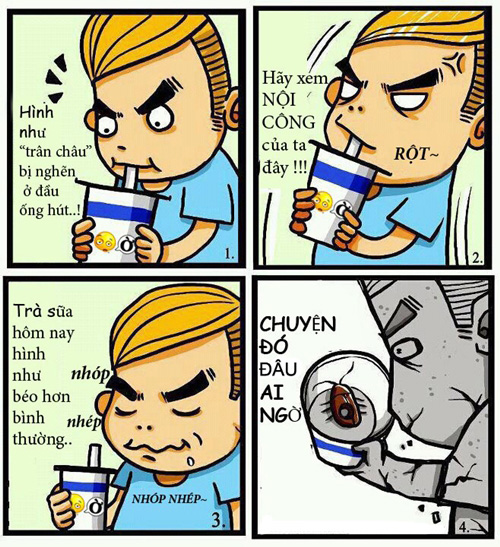 Hình
như
“trân châu”
bị nghẽn
ở đầu
ống hút..!
Ờ
1.
Hãy xem
NỘI
CÔNG
của ta
đây !!!
RỘT~
Ờ
2.
Trà sữa
hôm nay
hình
như
béo hơn
bình
thường..
nhóp
nhép
Ờ
NHÓP NHÉP~
3.
CHUYỆN
ĐÓ
ĐÂU
AI
NGỜ
4.